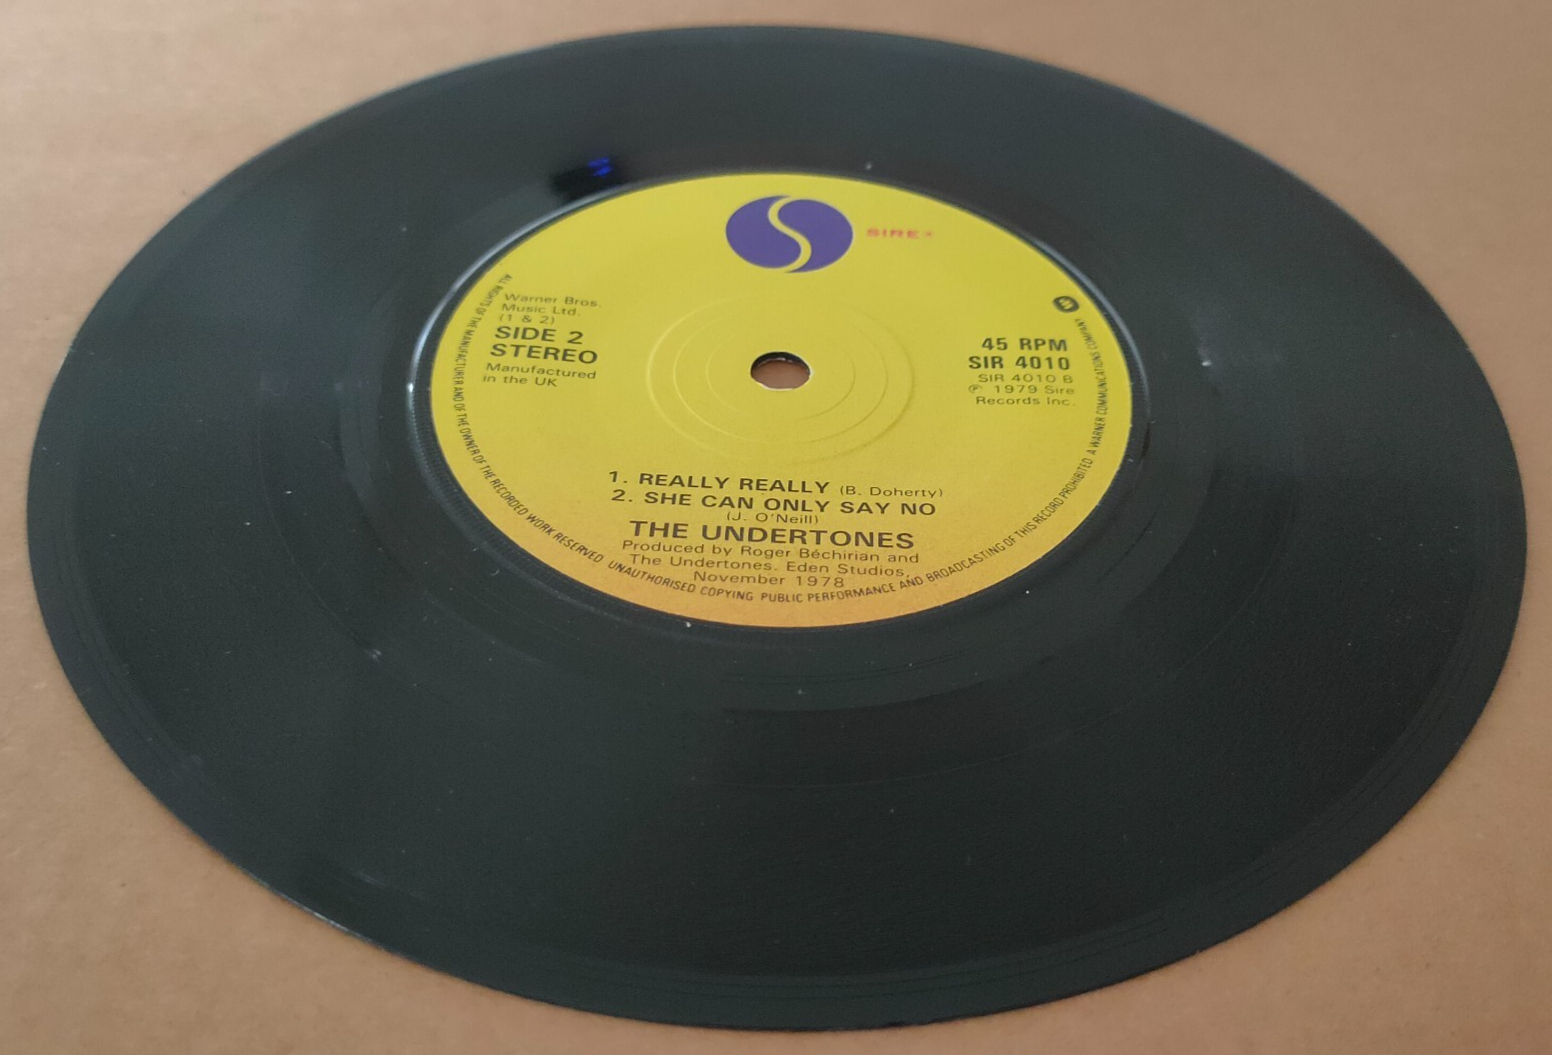 SIRE
Warner Bros.
Music Ltd.
(1 & 2)
SIDE 2
STEREO
Manufactured
in the UK
45 RPM
SIR 4010
SIR 4010 B
℗ 1979 Sire
Records Inc.
1. REALLY REALLY (B. Doherty)
2. SHE CAN ONLY SAY NO
(J. O'Neill)
THE UNDERTONES
Produced by Roger Béchirian and
The Undertones. Eden Studios,
November 1978
ALL RIGHTS OF THE MANUFACTURER AND OF THE OWNER OF THE RECORDED WORK RESERVED UNAUTHORISED COPYING PUBLIC PERFORMANCE AND BROADCASTING OF THIS RECORD PROHIBITED A WARNER COMMUNICATIONS COMPANY